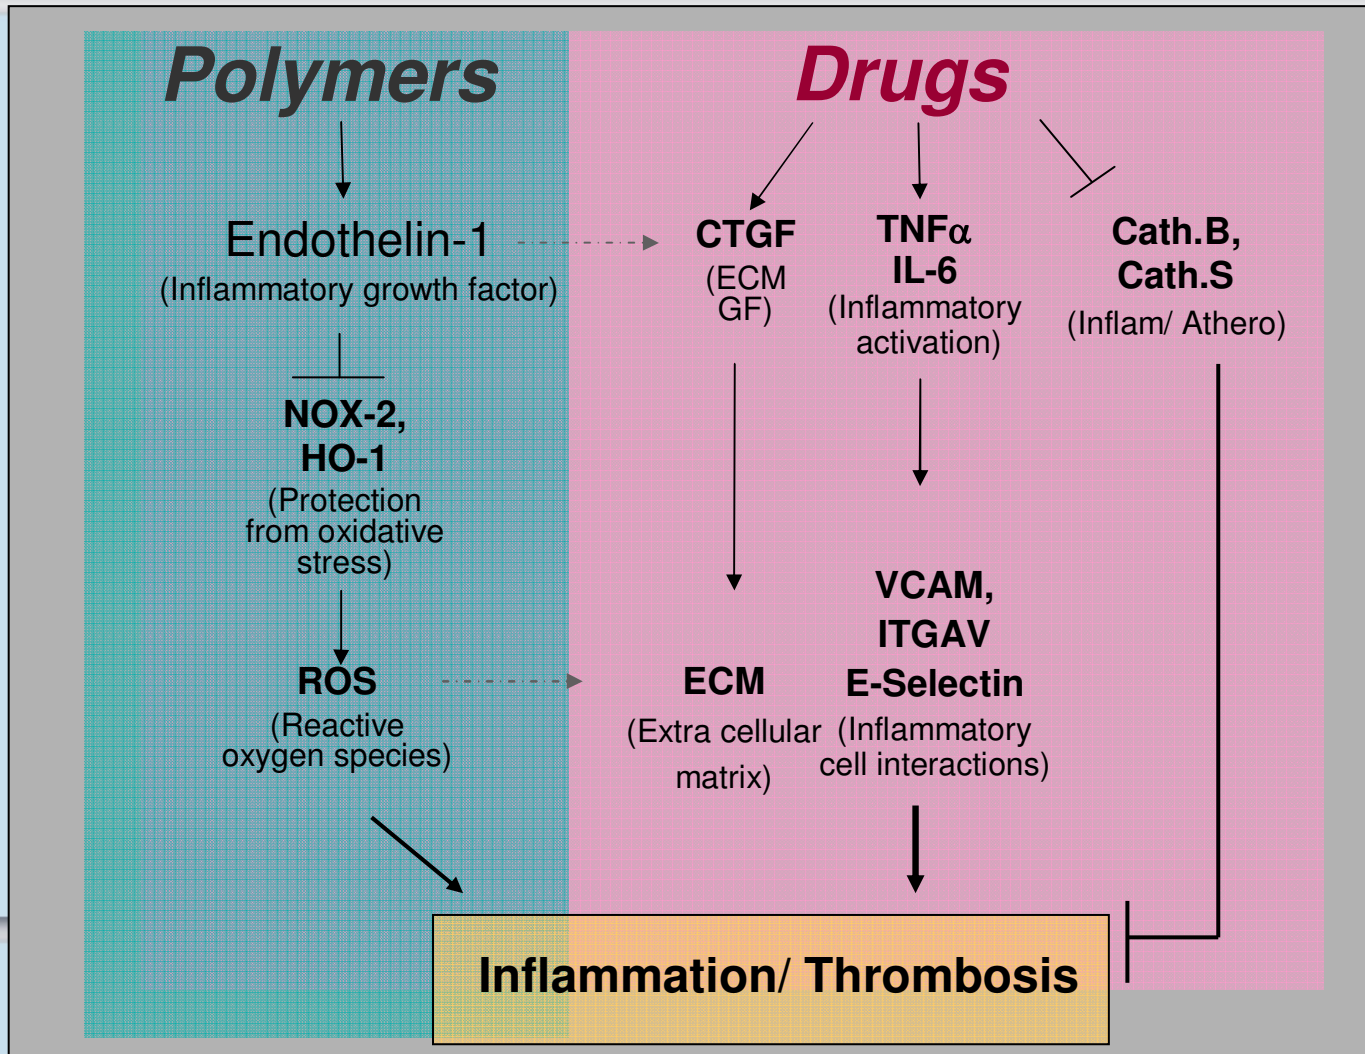 Polymers
Drugs
Endothelin-1
(Inflammatory growth factor)
NOX-2,
HO-1
(Protection
from oxidative
stress)
ROS
(Reactive
oxygen species)
CTGF
(ECM
GF)
ECM
(Extra cellular
matrix)
TNFα
IL-6
(Inflammatory
activation)
VCAM,
ITGAV
E-Selectin
(Inflammatory
cell interactions)
Cath.B,
Cath.S
(Inflam/ Athero)
Inflammation/ Thrombosis